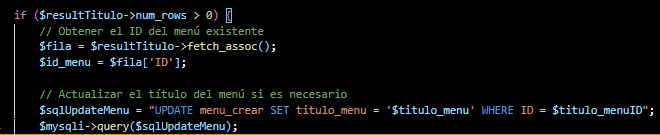 if ($resultTitulo->num_rows > 0) {
// Obtener el ID del menú existente
$fila = $resultTitulo->fetch_assoc();
$id_menu = $fila['ID'];
// Actualizar el título del menú si es necesario
$sqlUpdateMenu = "UPDATE menu_crear SET titulo_menu = '$titulo_menu' WHERE ID = $titulo_menuID";
$mysqli->query($sqlUpdateMenu);